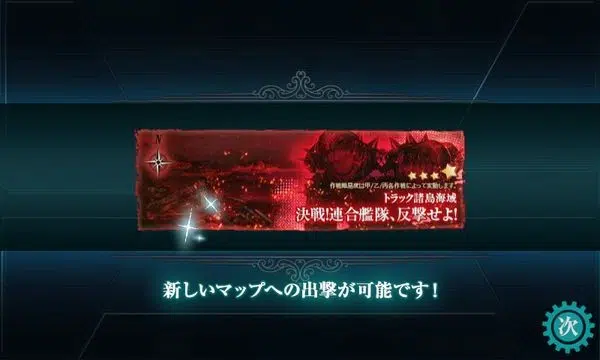 N
作戦難易度は甲/乙/丙各作戦によって変動します。
トラック諸島海域
決戦!連合艦隊、反撃せよ!
新しいマップへの出撃が可能です!
次